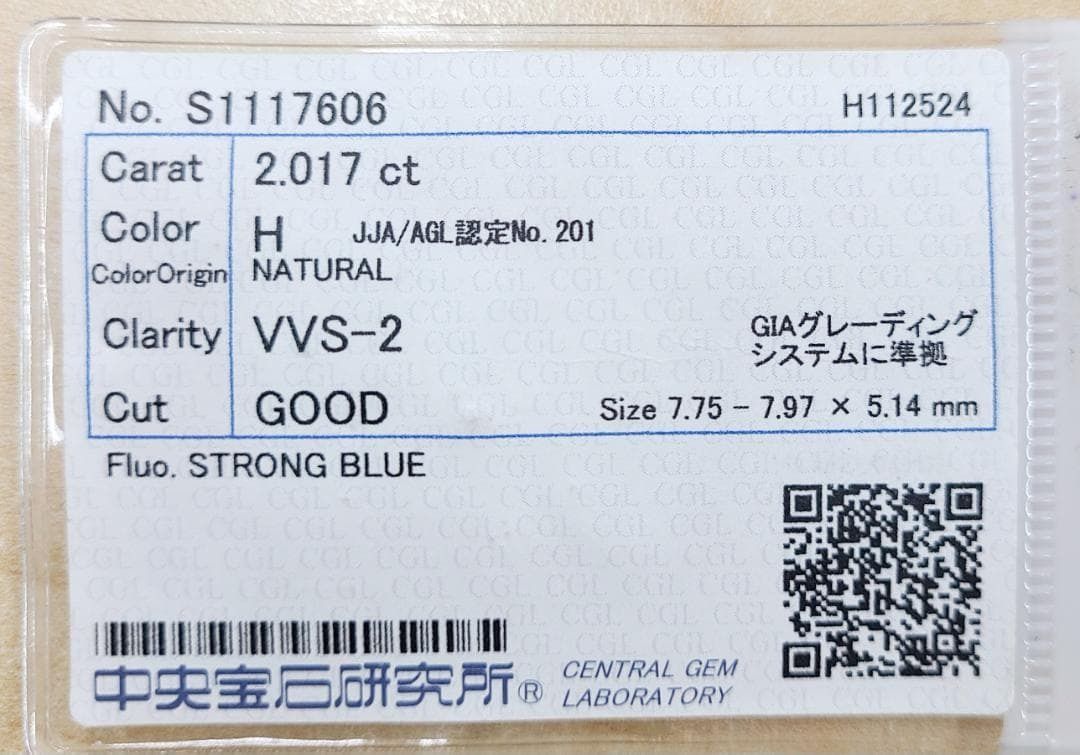 No. S1117606 H112524
Carat 2.017 ct
Color H JJA/AGL認定No. 201
ColorOrigin NATURAL
Clarity VVS-2 GIAグレーディング
システムに準拠
Cut GOOD Size 7.75 - 7.97 × 5.14 mm
Fluo. STRONG BLUE
中央宝石研究所® CENTRAL GEM
LABORATORY